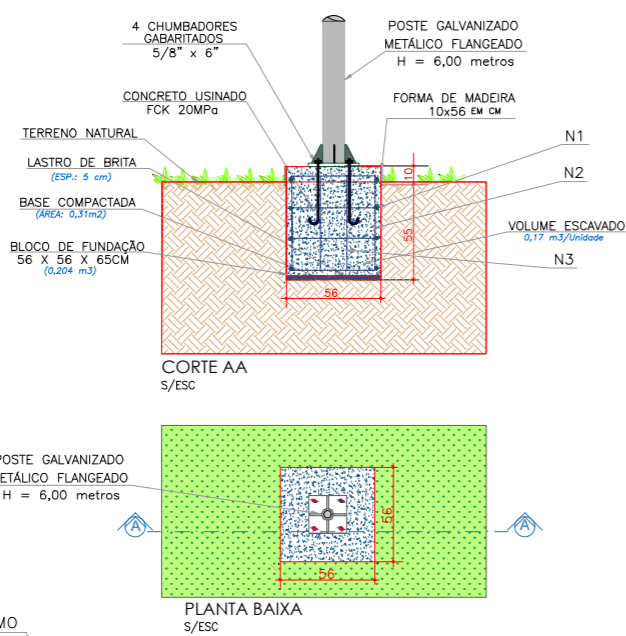 4 CHUMBADORES
GABARITADOS
5/8" x 6"
POSTE GALVANIZADO
METÁLICO FLANGEADO
H = 6,00 metros
CONCRETO USINADO
FCK 20MPa
FORMA DE MADEIRA
10x56 EM CM
TERRENO NATURAL
N1
LASTRO DE BRITA
(ESP.: 5 cm)
10
N2
BASE COMPACTADA
(ÁREA: 0,31m2)
55
VOLUME ESCAVADO
0,17 m3/Unidade
BLOCO DE FUNDAÇÃO
56 X 56 X 65CM
(0,204 m3)
N3
56
CORTE AA
S/ESC
POSTE GALVANIZADO
METÁLICO FLANGEADO
H = 6,00 metros
56
A
A
56
PLANTA BAIXA
S/ESC
MO